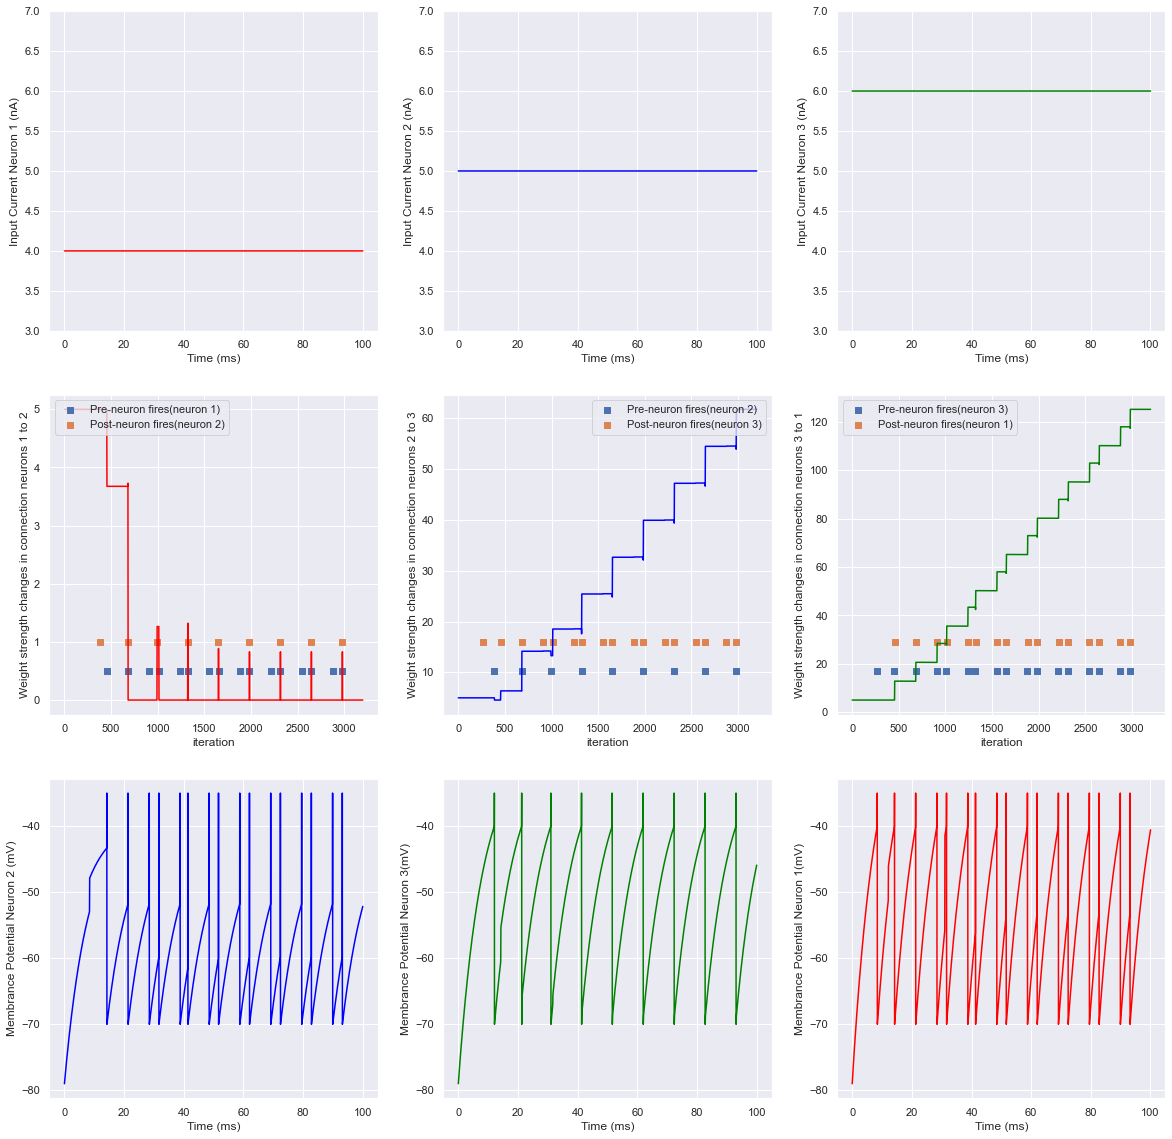 Input Current Neuron 1 (nA)
7.0
6.5
6.0
5.5
5.0
4.5
4.0
3.5
3.0
0 20 40 60 80 100
Time (ms)
Input Current Neuron 2 (nA)
7.0
6.5
6.0
5.5
5.0
4.5
4.0
3.5
3.0
0 20 40 60 80 100
Time (ms)
Input Current Neuron 3 (nA)
7.0
6.5
6.0
5.5
5.0
4.5
4.0
3.5
3.0
0 20 40 60 80 100
Time (ms)
Weight strength changes in connection neurons 1 to 2
5
4
3
2
1
0
Pre-neuron fires(neuron 1)
Post-neuron fires(neuron 2)
0 500 1000 1500 2000 2500 3000
iteration
Weight strength changes in connection neurons 2 to 3
60
50
40
30
20
10
Pre-neuron fires(neuron 2)
Post-neuron fires(neuron 3)
0 500 1000 1500 2000 2500 3000
iteration
Weight strength changes in connection neurons 3 to 1
120
100
80
60
40
20
0
Pre-neuron fires(neuron 3)
Post-neuron fires(neuron 1)
0 500 1000 1500 2000 2500 3000
iteration
Membrance Potential Neuron 2 (mV)
−40
−50
−60
−70
−80
0 20 40 60 80 100
Time (ms)
Membrance Potential Neuron 3(mV)
−40
−50
−60
−70
−80
0 20 40 60 80 100
Time (ms)
Membrance Potential Neuron 1(mV)
−40
−50
−60
−70
−80
0 20 40 60 80 100
Time (ms)